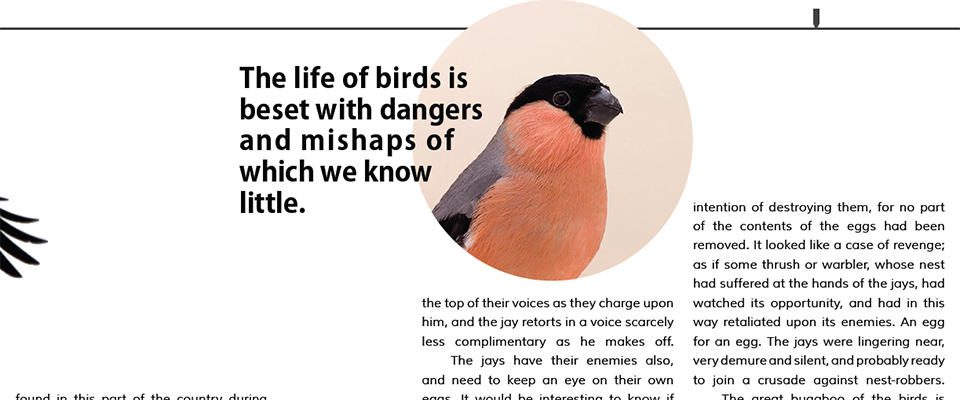 The life of birds is
beset with dangers
and mishaps of
which we know
little.
found in this part of the country during
the top of their voices as they charge upon
him, and the jay retorts in a voice scarcely
less complimentary as he makes off.
The jays have their enemies also,
and need to keep an eye on their own
eggs. It would be interesting to know if
intention of destroying them, for no part
of the contents of the eggs had been
removed. It looked like a case of revenge;
as if some thrush or warbler, whose nest
had suffered at the hands of the jays, had
watched its opportunity, and had in this
way retaliated upon its enemies. An egg
for an egg. The jays were lingering near,
very demure and silent, and probably ready
to join a crusade against nest-robbers.
The great bugaboo of the birds is